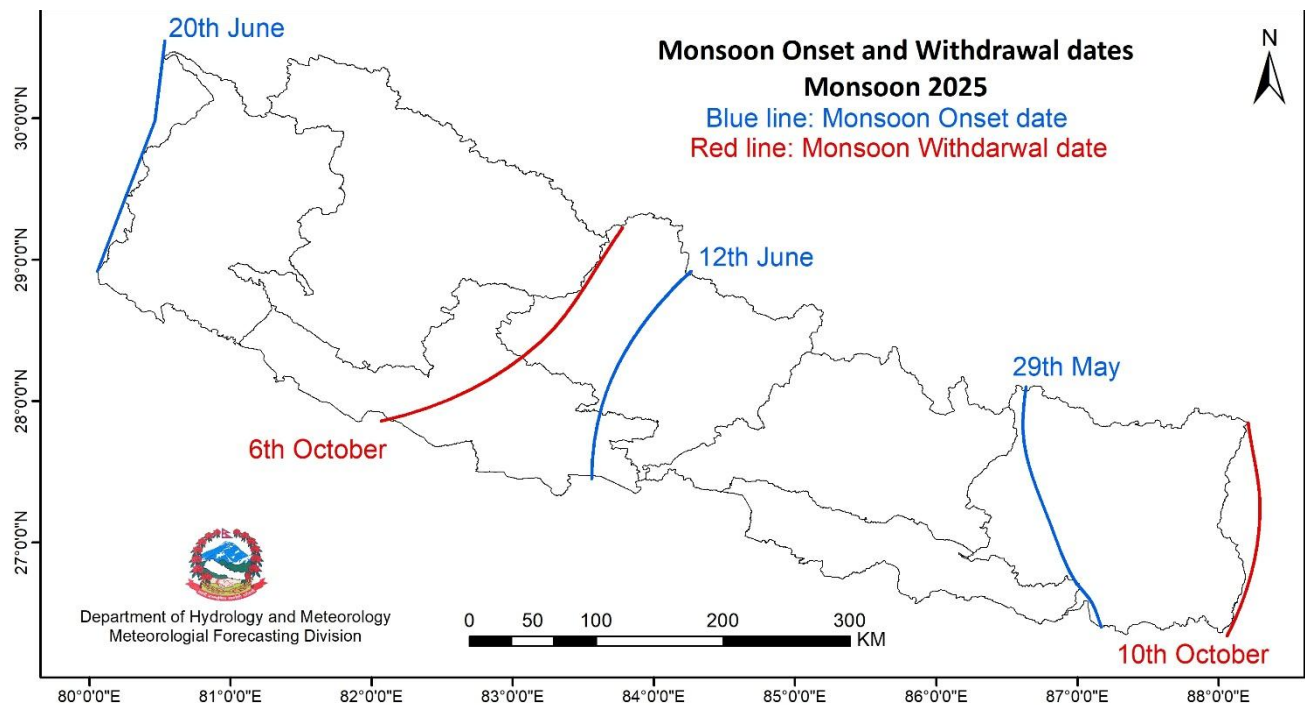 20th June
Monsoon Onset and Withdrawal dates
Monsoon 2025
Blue line: Monsoon Onset date
Red line: Monsoon Withdarwal date
N
30°0'0"N
29°0'0"N
28°0'0"N
27°0'0"N
12th June
29th May
6th October
10th October
Department of Hydrology and Meteorology
Meteorologial Forecasting Division
0 50 100 200 300
KM
80°0'0"E 81°0'0"E 82°0'0"E 83°0'0"E 84°0'0"E 85°0'0"E 86°0'0"E 87°0'0"E 88°0'0"E